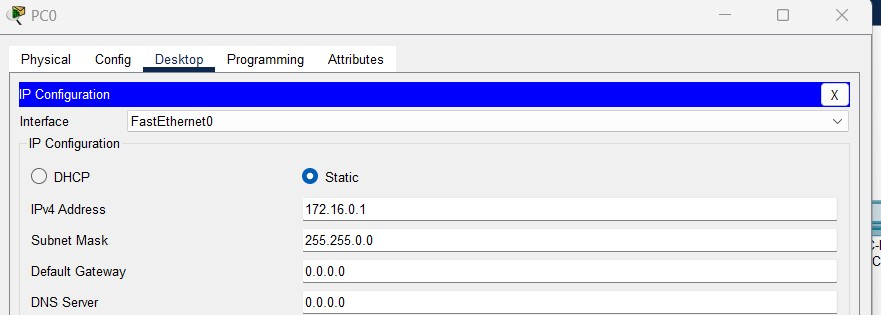 PC0
Physical Config Desktop Programming Attributes
IP Configuration X
Interface FastEthernet0
IP Configuration
DHCP Static
IPv4 Address 172.16.0.1
Subnet Mask 255.255.0.0
Default Gateway 0.0.0.0
DNS Server 0.0.0.0